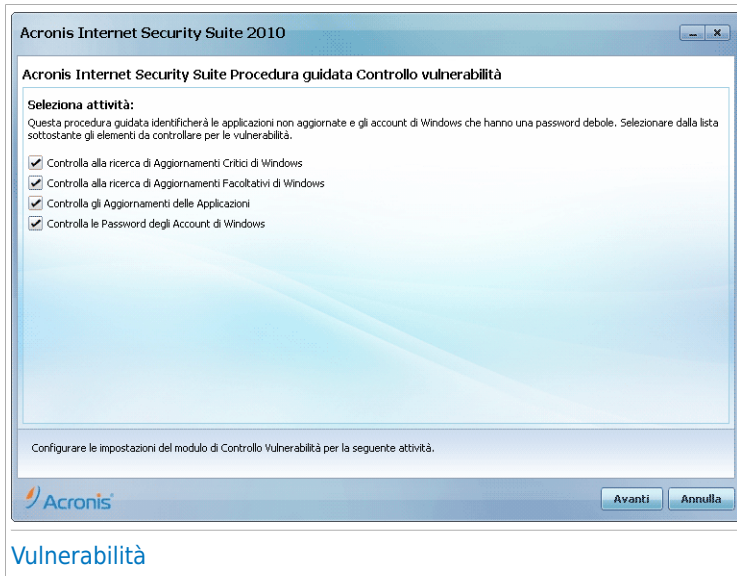 Acronis Internet Security Suite 2010
Acronis Internet Security Suite Procedura guidata Controllo vulnerabilità
Seleziona attività:
Questa procedura guidata identificherà le applicazioni non aggiornate e gli account di Windows che hanno una password debole. Selezionare dalla lista
sottostante gli elementi da controllare per le vulnerabilità.
Controlla alla ricerca di Aggiornamenti Critici di Windows
Controlla alla ricerca di Aggiornamenti Facoltativi di Windows
Controlla gli Aggiornamenti delle Applicazioni
Controlla le Password degli Account di Windows
Configurare le impostazioni del modulo di Controllo Vulnerabilità per la seguente attività.
Acronis
Avanti
Annulla
Vulnerabilità